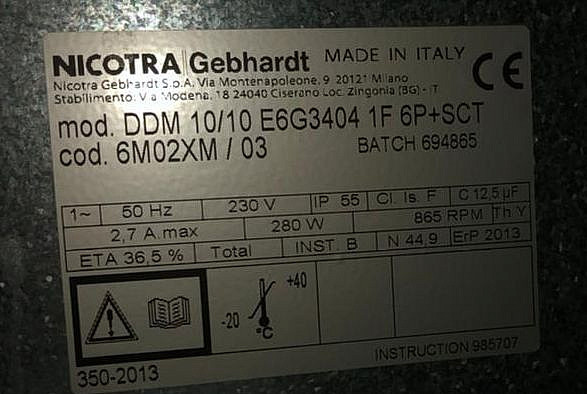 NICOTRA Gebhardt MADE IN ITALY CE
Nicotra Gebhardt S.p.A. Via Montenapoleone, 9 20121 Milano
Stabilimento: Via Modena, 18 24040 Ciserano Loc. Zingonia (BG) - IT
mod. DDM 10/10 E6G3404 1F 6P+SCT
cod. 6M02XM / 03 BATCH 694865
1~ 50 Hz 230 V IP 55 Cl. Is. F C 12,5 µF
2,7 A.max 280 W 865 RPM Th Y
ETA 36,5 % Total INST. B N 44,9 ErP 2013
-20 +40
°C
350-2013 INSTRUCTION 985707